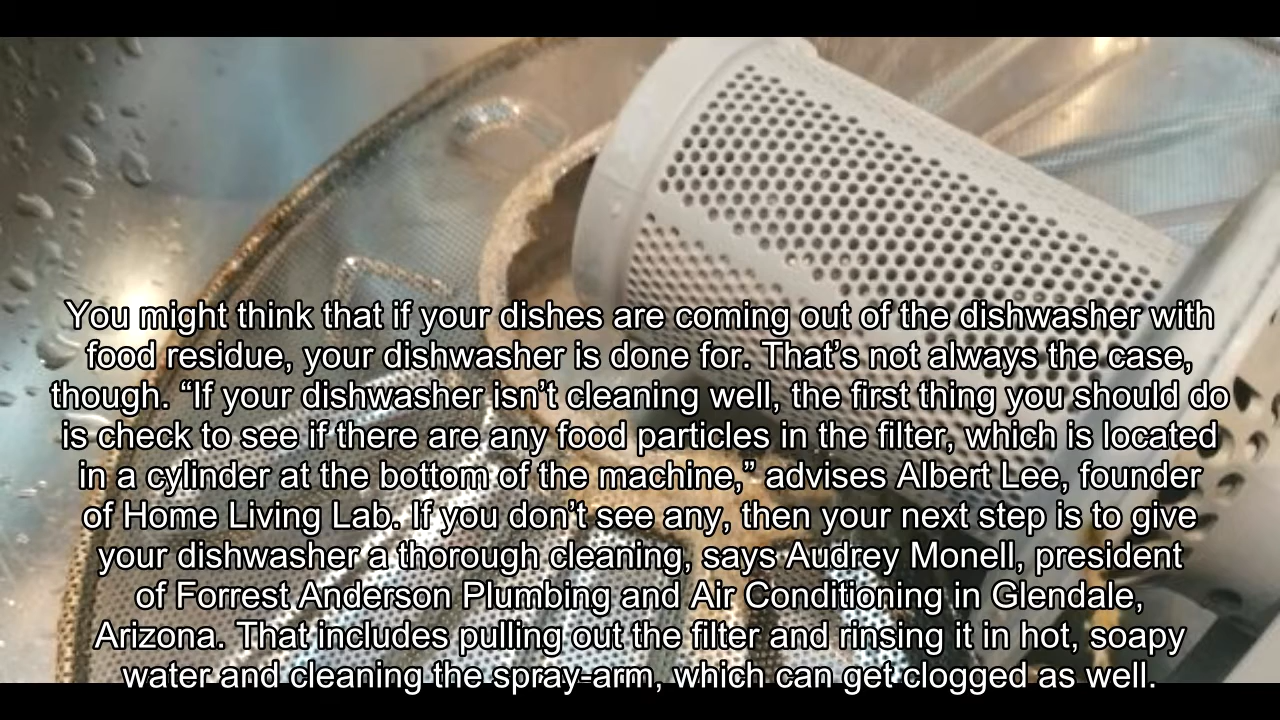 You might think that if your dishes are coming out of the dishwasher with
food residue, your dishwasher is done for. That’s not always the case,
though. “If your dishwasher isn’t cleaning well, the first thing you should do
is check to see if there are any food particles in the filter, which is located
in a cylinder at the bottom of the machine,” advises Albert Lee, founder
of Home Living Lab. If you don’t see any, then your next step is to give
your dishwasher a thorough cleaning, says Audrey Monell, president
of Forrest Anderson Plumbing and Air Conditioning in Glendale,
Arizona. That includes pulling out the filter and rinsing it in hot, soapy
water and cleaning the spray-arm, which can get clogged as well.